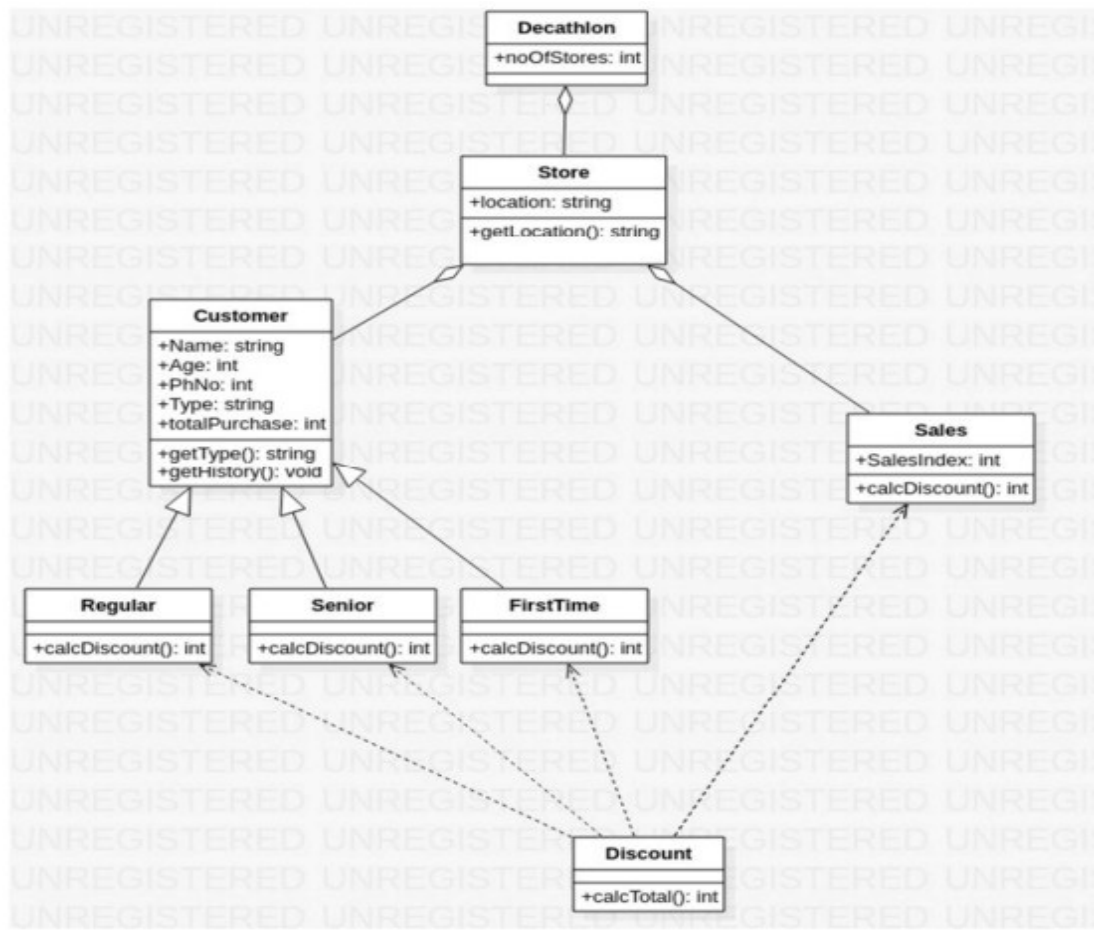 Decathlon
+noOfStores: int
Store
+location: string
+getLocation(): string
Customer
+Name: string
+Age: int
+PhNo: int
+Type: string
+totalPurchase: int
+getType(): string
+getHistory(): void
Sales
+SalesIndex: int
+calcDiscount(): int
Regular
+calcDiscount(): int
Senior
+calcDiscount(): int
FirstTime
+calcDiscount(): int
Discount
+calcTotal(): int
UNREGISTERED